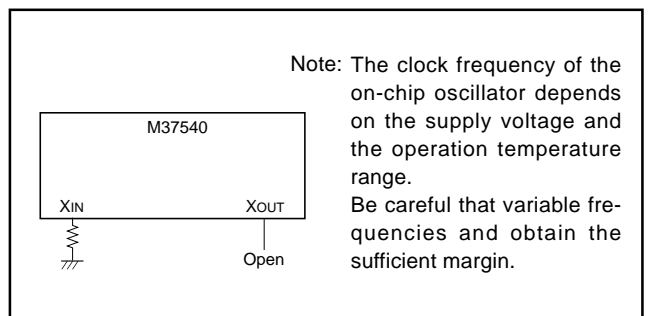 Note: The clock frequency of the
on-chip oscillator depends
on the supply voltage and
the operation temperature
range.
Be careful that variable fre-
quencies and obtain the
sufficient margin.
M37540
XIN
XOUT
Open